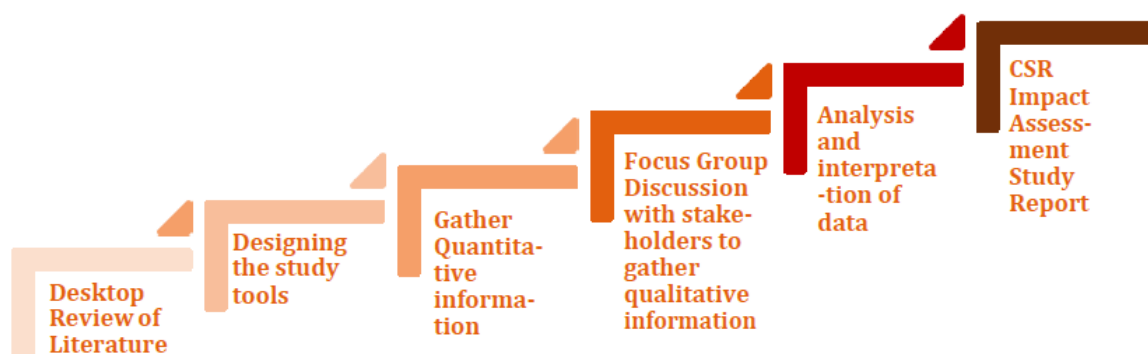 Desktop
Review of
Literature
Designing
the study
tools
Gather
Quantita-
tive
informa-
tion
Focus Group
Discussion
with stake-
holders to
gather
qualitative
information
Analysis
and
interpreta
-tion of
data
CSR
Impact
Assess-
ment
Study
Report